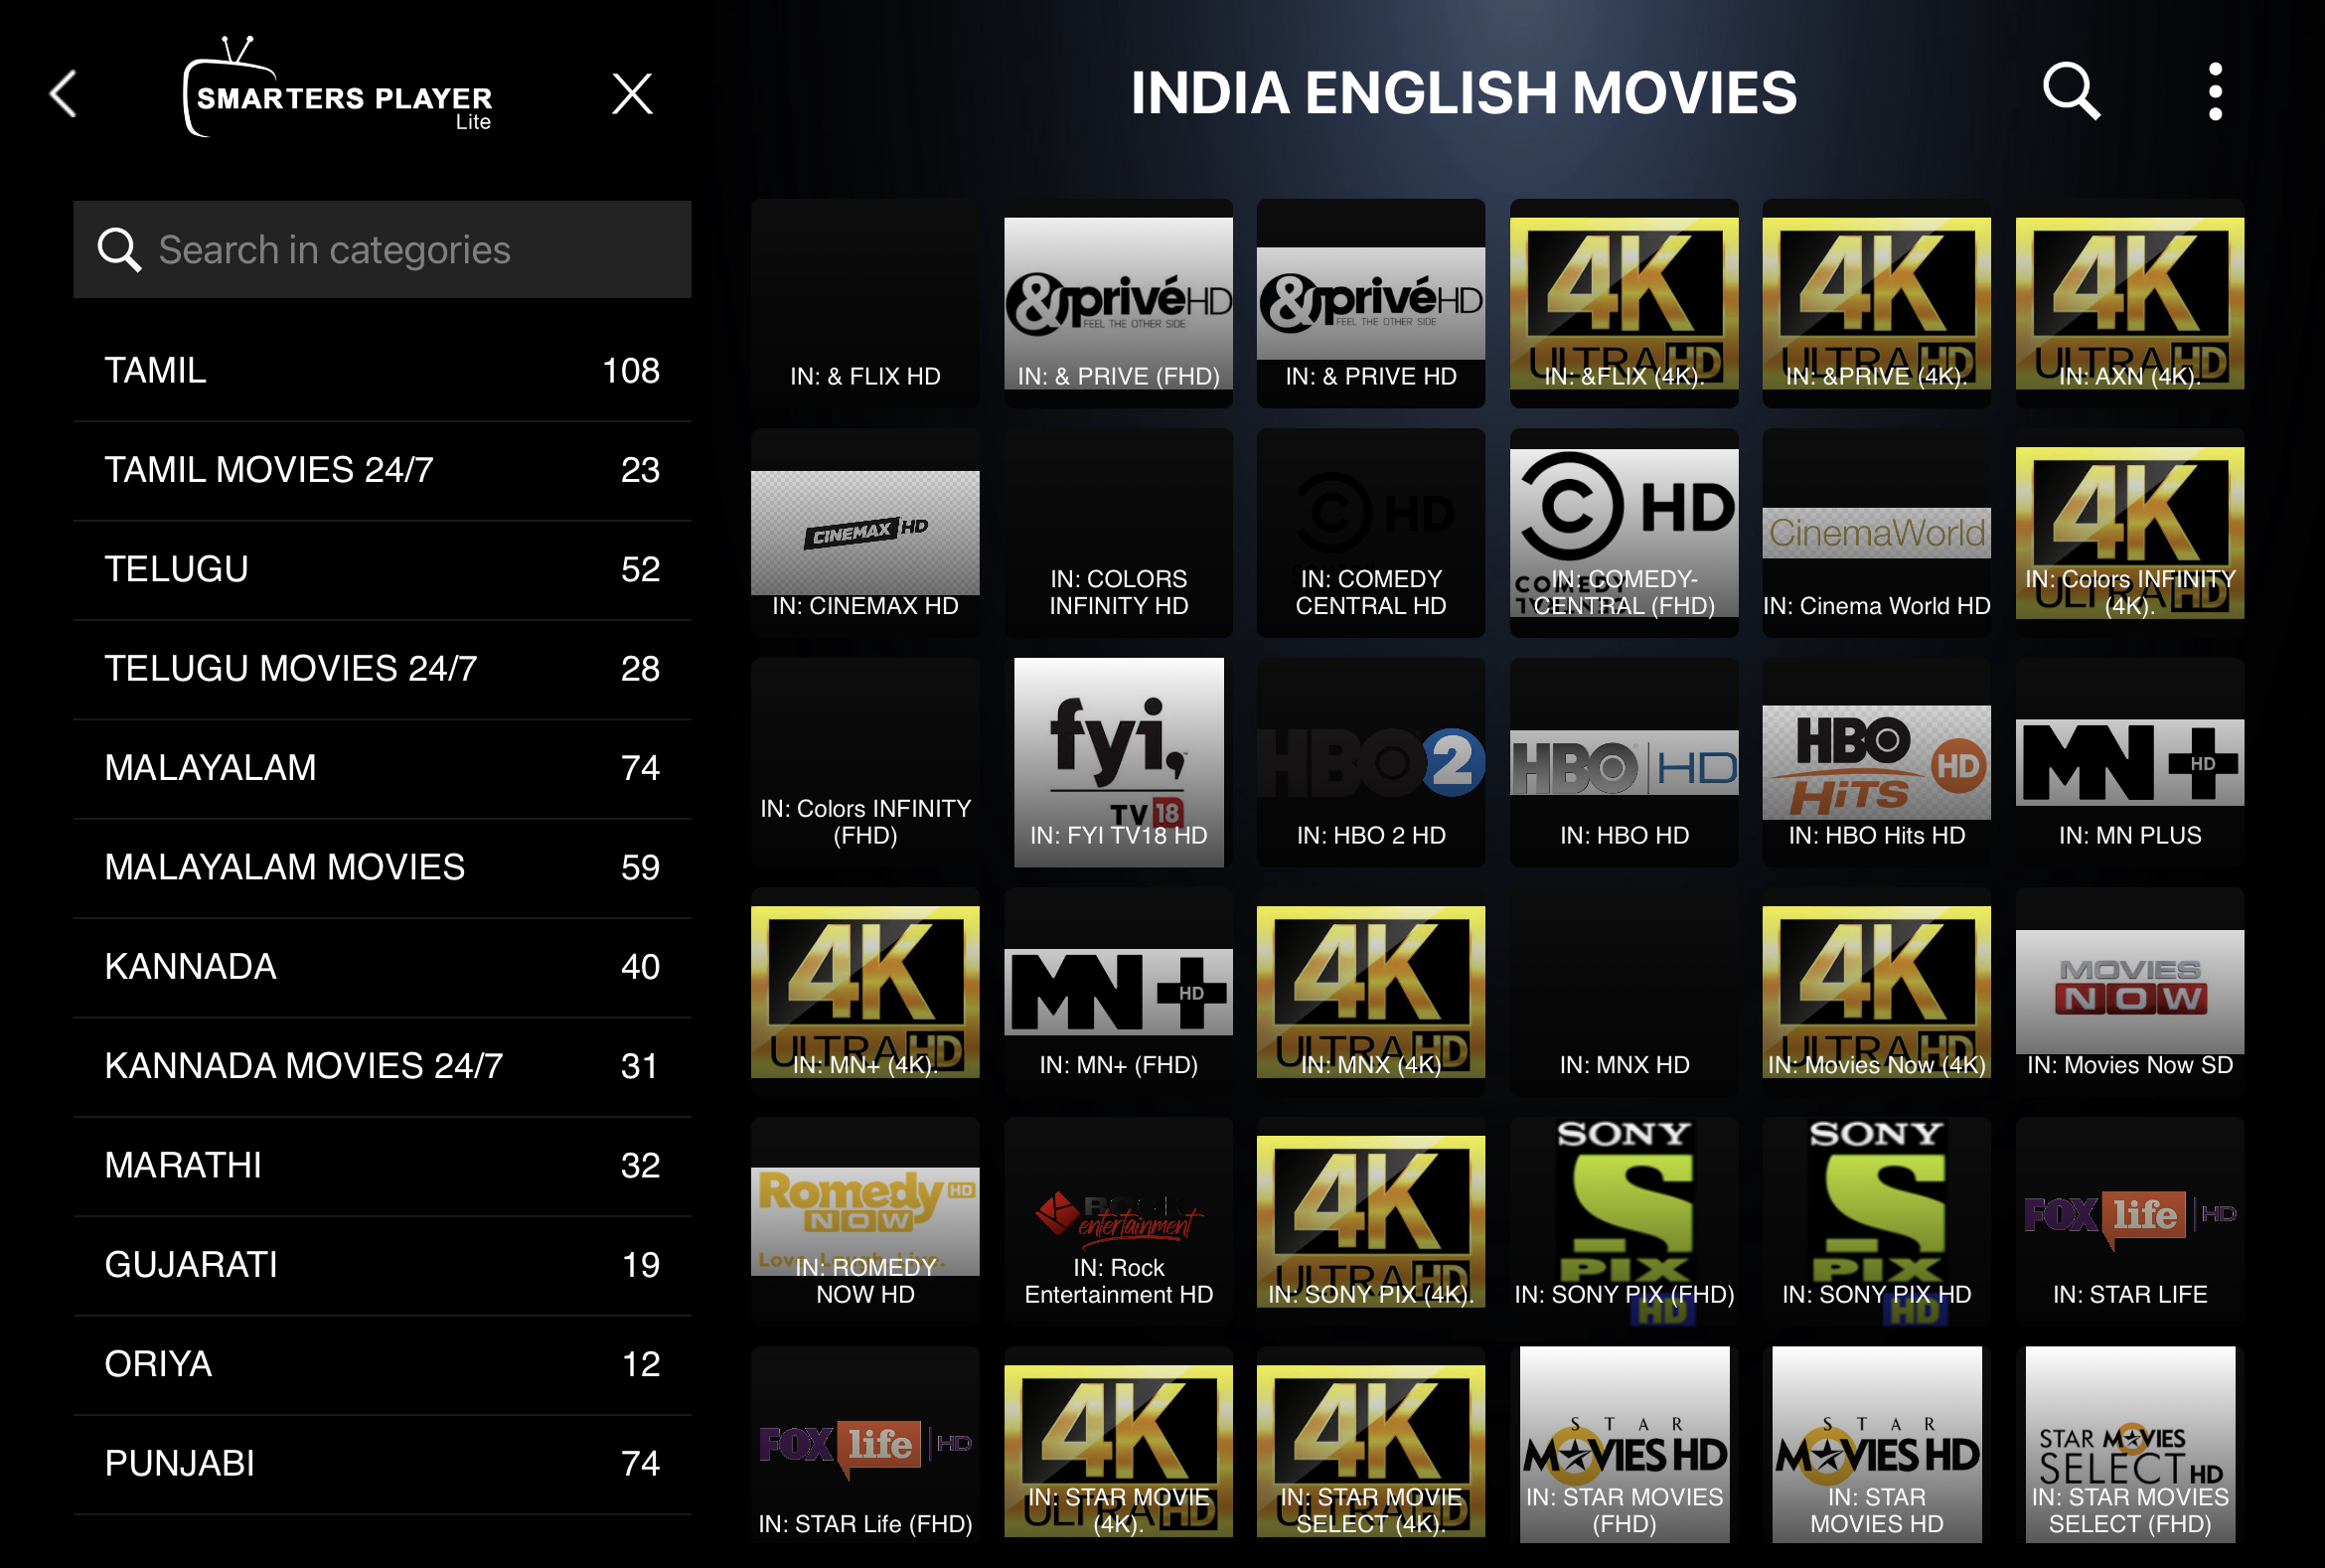 SMARTERS PLAYER
Lite
INDIA ENGLISH MOVIES
Search in categories
TAMIL 108
TAMIL MOVIES 24/7 23
TELUGU 52
TELUGU MOVIES 24/7 28
MALAYALAM 74
MALAYALAM MOVIES 59
KANNADA 40
KANNADA MOVIES 24/7 31
MARATHI 32
GUJARATI 19
ORIYA 12
PUNJABI 74
IN: & FLIX HD
&privé HD
FEEL THE OTHER SIDE
IN: & PRIVE (FHD)
&privé HD
FEEL THE OTHER SIDE
IN: & PRIVE HD
4K
ULTRA HD
IN: &FLIX (4K).
4K
ULTRA HD
IN: &PRIVE (4K).
4K
ULTRA HD
IN: AXN (4K).
CINEMAX HD
IN: CINEMAX HD
IN: COLORS
INFINITY HD
HD
IN: COMEDY
CENTRAL HD
HD
COMEDY
IN: COMEDY-
CENTRAL (FHD)
CinemaWorld
IN: Cinema World HD
4K
ULTRA HD
IN: Colors INFINITY
(4K).
IN: Colors INFINITY
(FHD)
fyi,
TV18
IN: FYI TV18 HD
HBO 2
IN: HBO 2 HD
HBO HD
IN: HBO HD
HBO
HiTS
HD
IN: HBO Hits HD
MN+
HD
IN: MN PLUS
4K
ULTRA HD
IN: MN+ (4K).
MN+
HD
IN: MN+ (FHD)
4K
ULTRA HD
IN: MNX (4K)
IN: MNX HD
4K
ULTRA HD
IN: Movies Now (4K)
MOVIES
NOW
IN: Movies Now SD
Romedy HD
NOW
Love. Laugh. Live.
IN: ROMEDY
NOW HD
ROCK
entertainment
IN: Rock
Entertainment HD
4K
ULTRA HD
IN: SONY PIX (4K).
SONY
PIX
HD
IN: SONY PIX (FHD)
SONY
PIX
HD
IN: SONY PIX HD
FOX life HD
IN: STAR LIFE
FOX life HD
IN: STAR Life (FHD)
4K
ULTRA HD
IN: STAR MOVIE
(4K).
4K
ULTRA HD
IN: STAR MOVIE
SELECT (4K).
STAR
MOVIES HD
IN: STAR MOVIES
(FHD)
STAR
MOVIES HD
IN: STAR
MOVIES HD
STAR MOVIES
SELECT HD
IN: STAR MOVIES
SELECT (FHD)